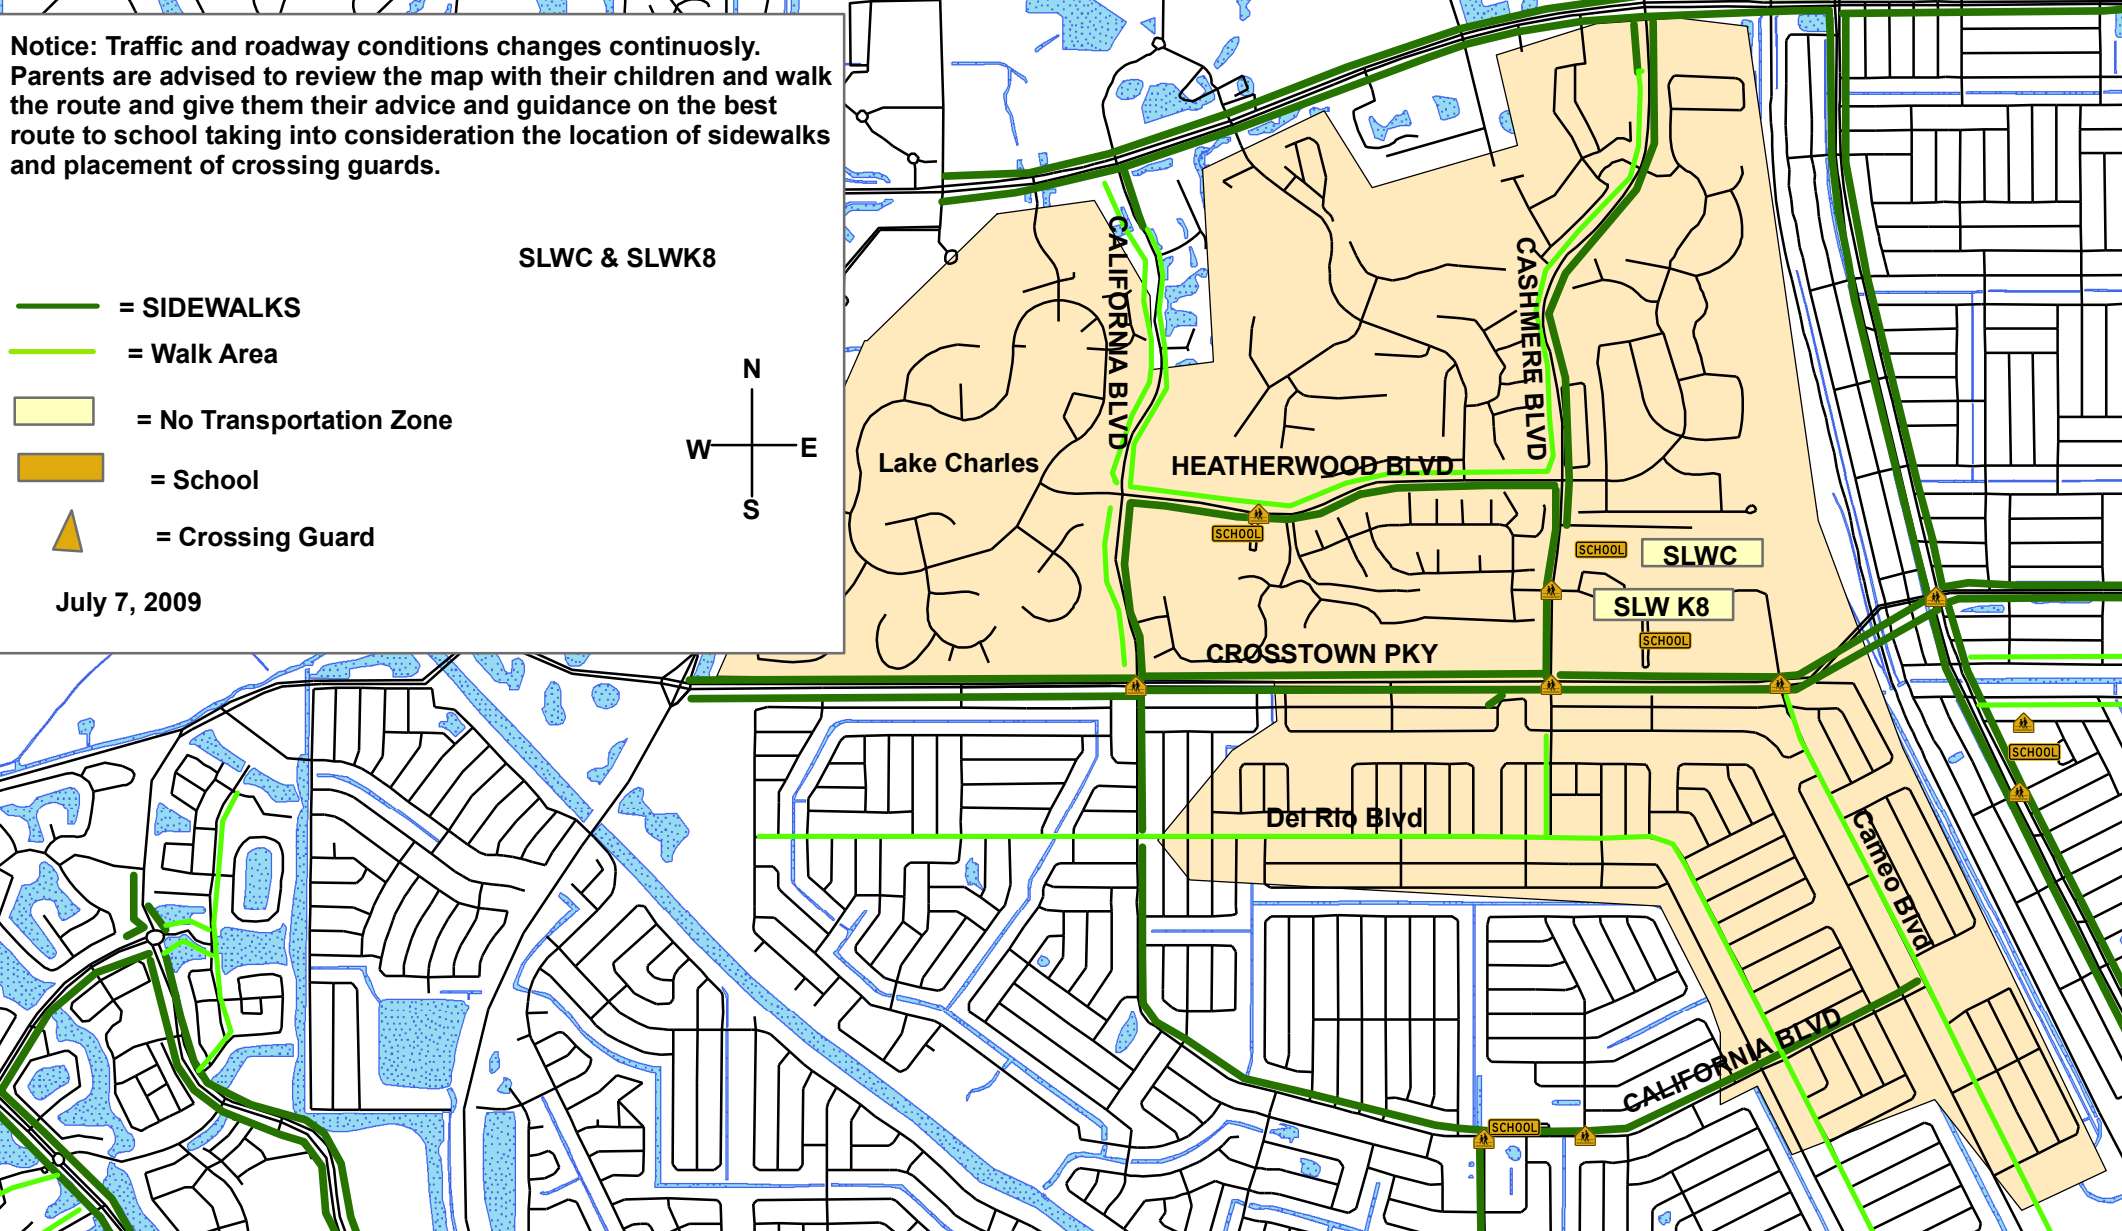 Notice: Traffic and roadway conditions changes continuosly.
Parents are advised to review the map with their children and walk
the route and give them their advice and guidance on the best
route to school taking into consideration the location of sidewalks
and placement of crossing guards.
SLWC & SLWK8
= SIDEWALKS
= Walk Area
= No Transportation Zone
= School
= Crossing Guard
July 7, 2009
N
W
E
S
CALIFORNIA BLVD
CASHMERE BLVD
Lake Charles
HEATHERWOOD BLVD
SCHOOL
SCHOOL
SLWC
SLW K8
SCHOOL
CROSSTOWN PKY
SCHOOL
Del Rio Blvd
Cameo Blvd
CALIFORNIA BLVD
SCHOOL